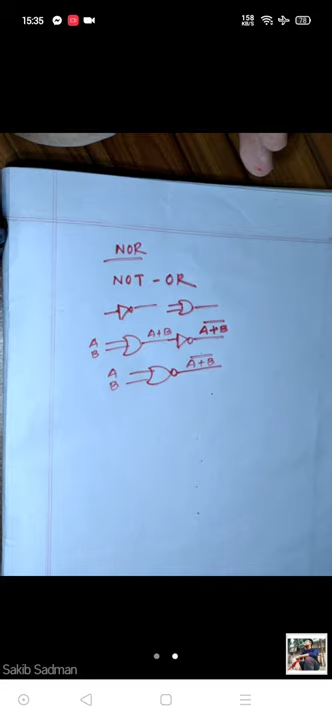 15:35
158
KB/S
78
NOR
NOT - OR
A+B
A̅+̅B̅
A
B
A
B
A̅+̅B̅
Sakib Sadman